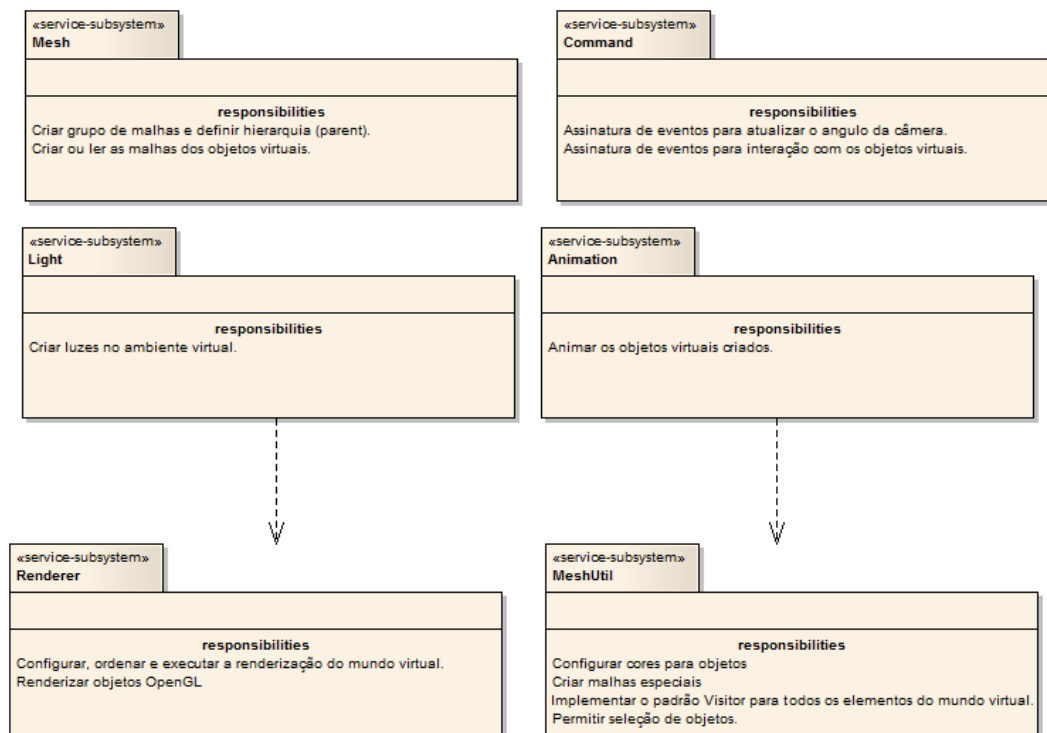 «service-subsystem»
Mesh
responsibilities
Criar grupo de malhas e definir hierarquia (parent).
Criar ou ler as malhas dos objetos virtuais.
«service-subsystem»
Command
responsibilities
Assinatura de eventos para atualizar o angulo da câmera.
Assinatura de eventos para interação com os objetos virtuais.
«service-subsystem»
Light
responsibilities
Criar luzes no ambiente virtual.
«service-subsystem»
Animation
responsibilities
Animar os objetos virtuais criados.
«service-subsystem»
Renderer
responsibilities
Configurar, ordenar e executar a renderização do mundo virtual.
Renderizar objetos OpenGL
«service-subsystem»
MeshUtil
responsibilities
Configurar cores para objetos
Criar malhas especiais
Implementar o padrão Visitor para todos os elementos do mundo virtual.
Permitir seleção de objetos.